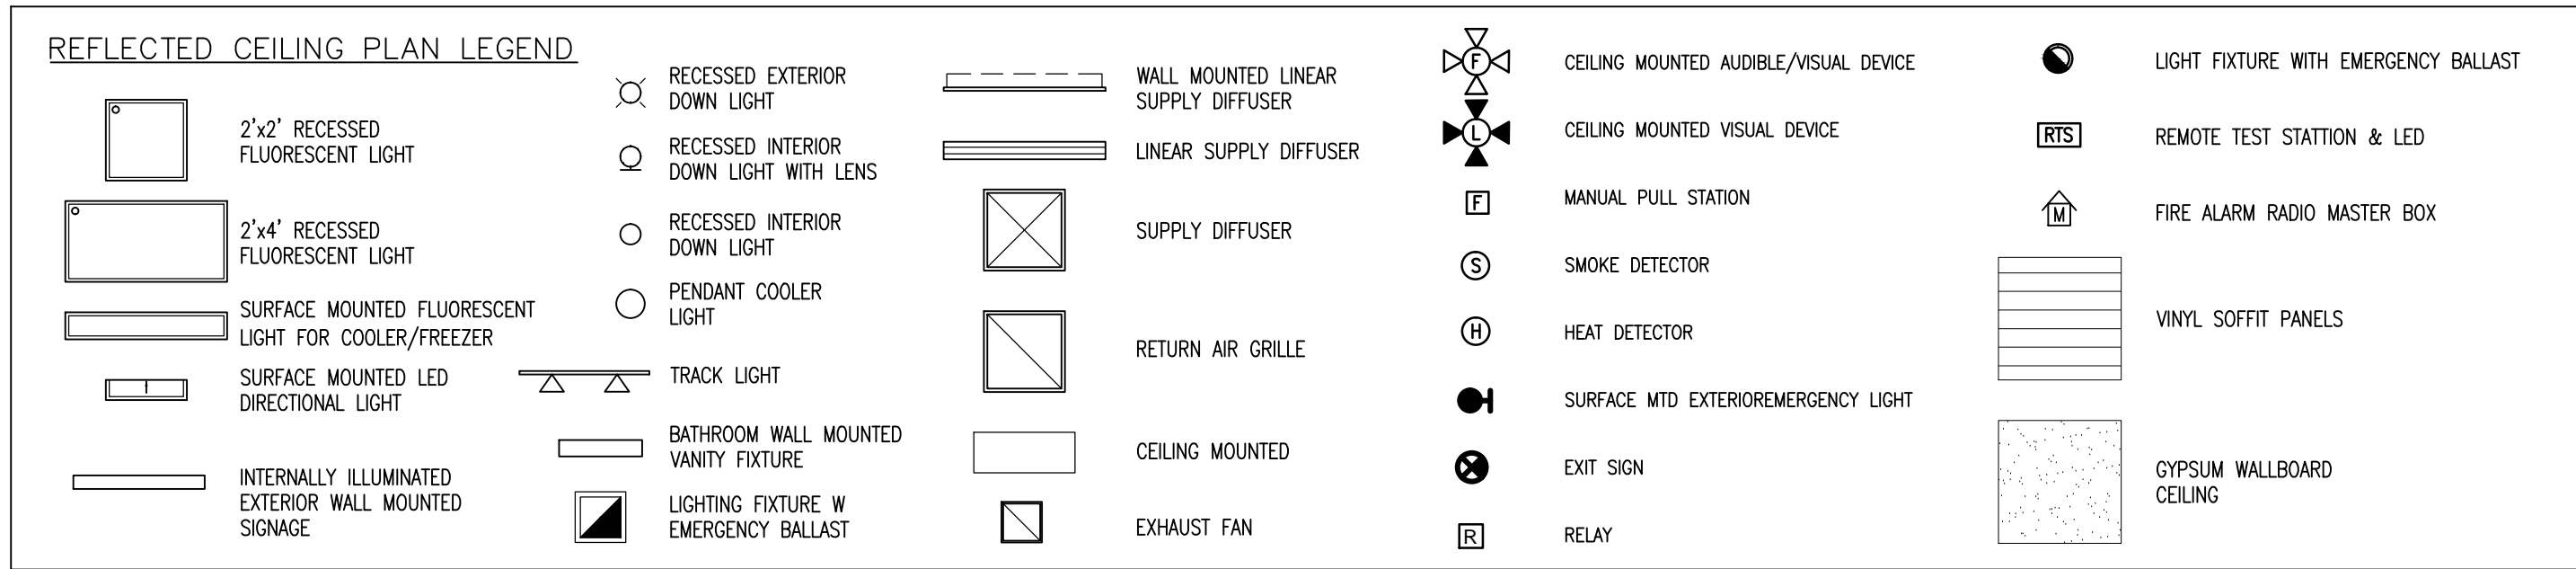 REFLECTED CEILING PLAN LEGEND
2'x2' RECESSED
FLUORESCENT LIGHT
2'x4' RECESSED
FLUORESCENT LIGHT
SURFACE MOUNTED FLUORESCENT
LIGHT FOR COOLER/FREEZER
SURFACE MOUNTED LED
DIRECTIONAL LIGHT
INTERNALLY ILLUMINATED
EXTERIOR WALL MOUNTED
SIGNAGE
RECESSED EXTERIOR
DOWN LIGHT
RECESSED INTERIOR
DOWN LIGHT WITH LENS
RECESSED INTERIOR
DOWN LIGHT
PENDANT COOLER
LIGHT
TRACK LIGHT
BATHROOM WALL MOUNTED
VANITY FIXTURE
LIGHTING FIXTURE W
EMERGENCY BALLAST
WALL MOUNTED LINEAR
SUPPLY DIFFUSER
LINEAR SUPPLY DIFFUSER
SUPPLY DIFFUSER
RETURN AIR GRILLE
CEILING MOUNTED
EXHAUST FAN
F CEILING MOUNTED AUDIBLE/VISUAL DEVICE
L CEILING MOUNTED VISUAL DEVICE
F MANUAL PULL STATION
S SMOKE DETECTOR
H HEAT DETECTOR
SURFACE MTD EXTERIOREMERGENCY LIGHT
EXIT SIGN
R RELAY
LIGHT FIXTURE WITH EMERGENCY BALLAST
RTS REMOTE TEST STATTION & LED
M FIRE ALARM RADIO MASTER BOX
VINYL SOFFIT PANELS
GYPSUM WALLBOARD
CEILING